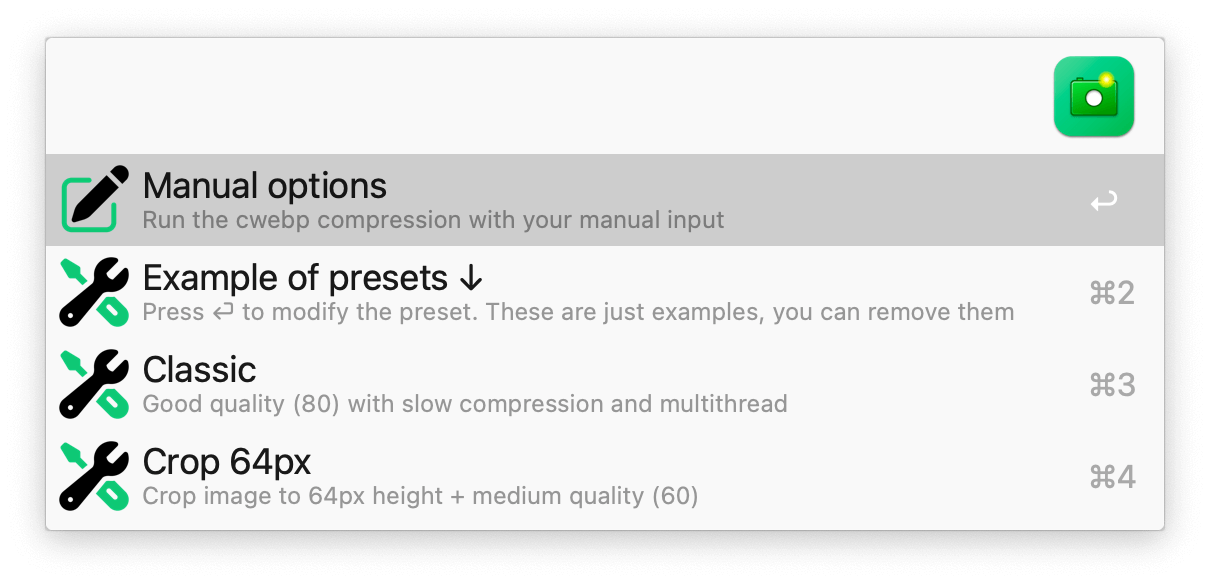 Manual options
Run the cwebp compression with your manual input
Example of presets ↓
Press ⏎ to modify the preset. These are just examples, you can remove them
⌘2
Classic
Good quality (80) with slow compression and multithread
⌘3
Crop 64px
Crop image to 64px height + medium quality (60)
⌘4